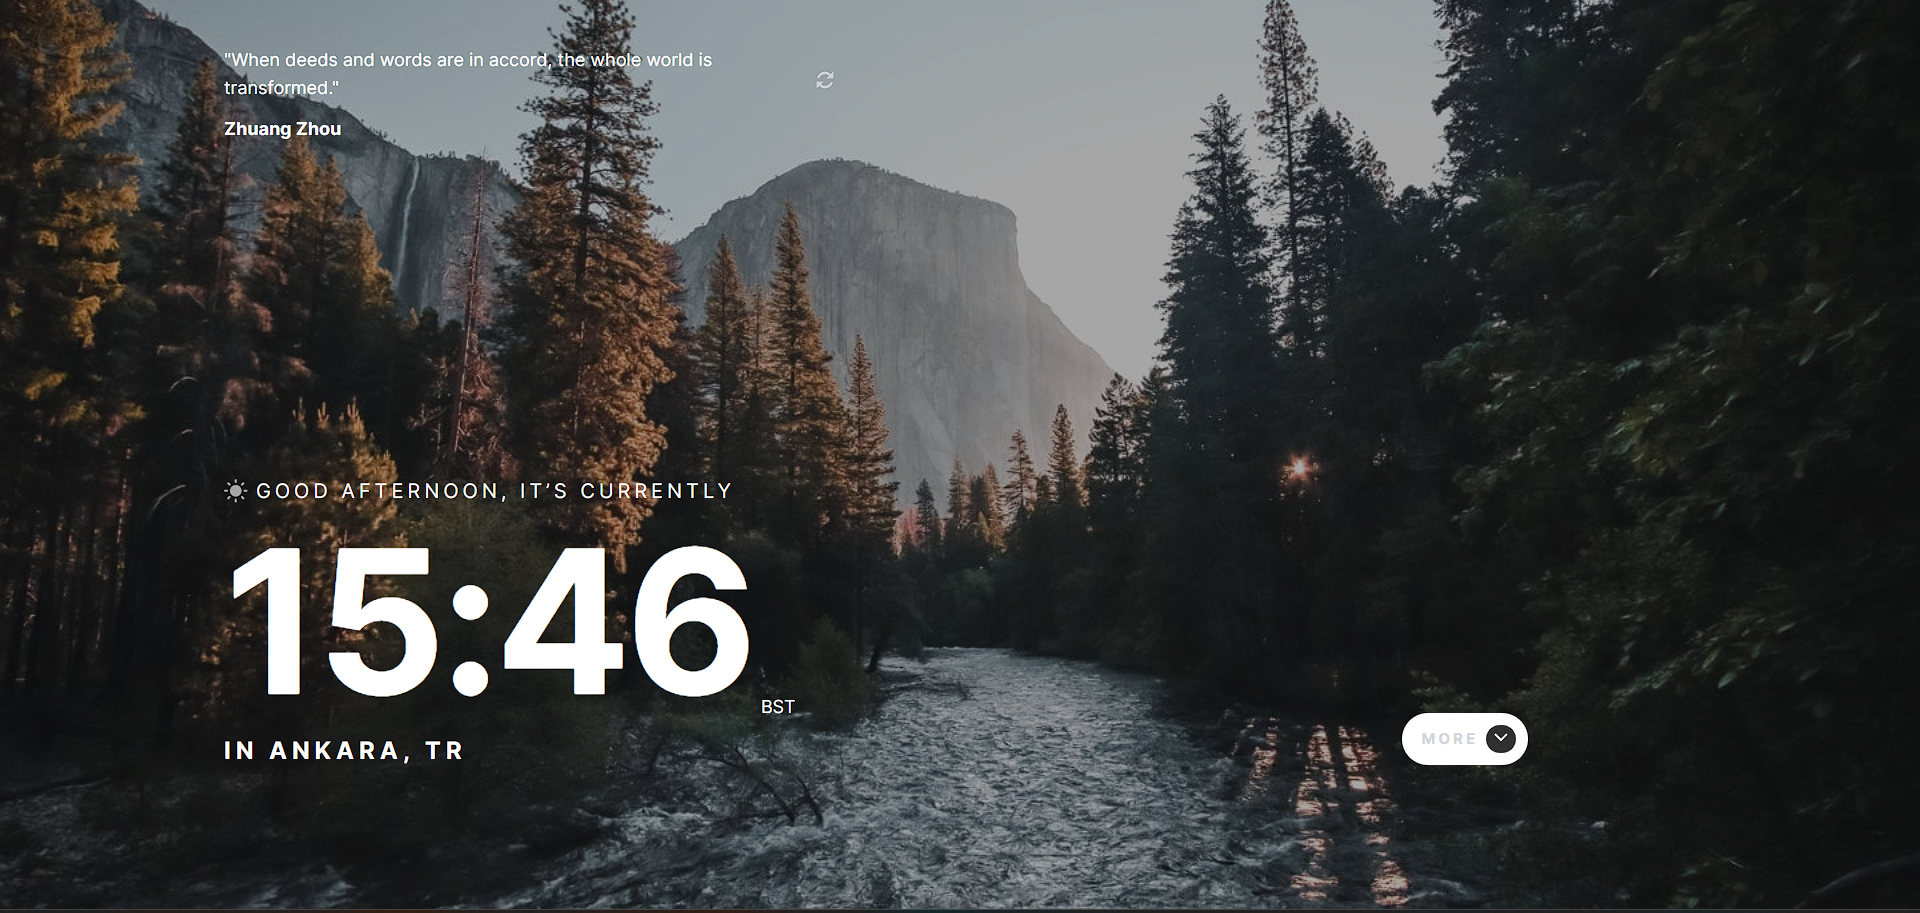 "When deeds and words are in accord, the whole world is
transformed."
Zhuang Zhou
GOOD AFTERNOON, IT’S CURRENTLY
15:46
BST
IN ANKARA, TR
MORE